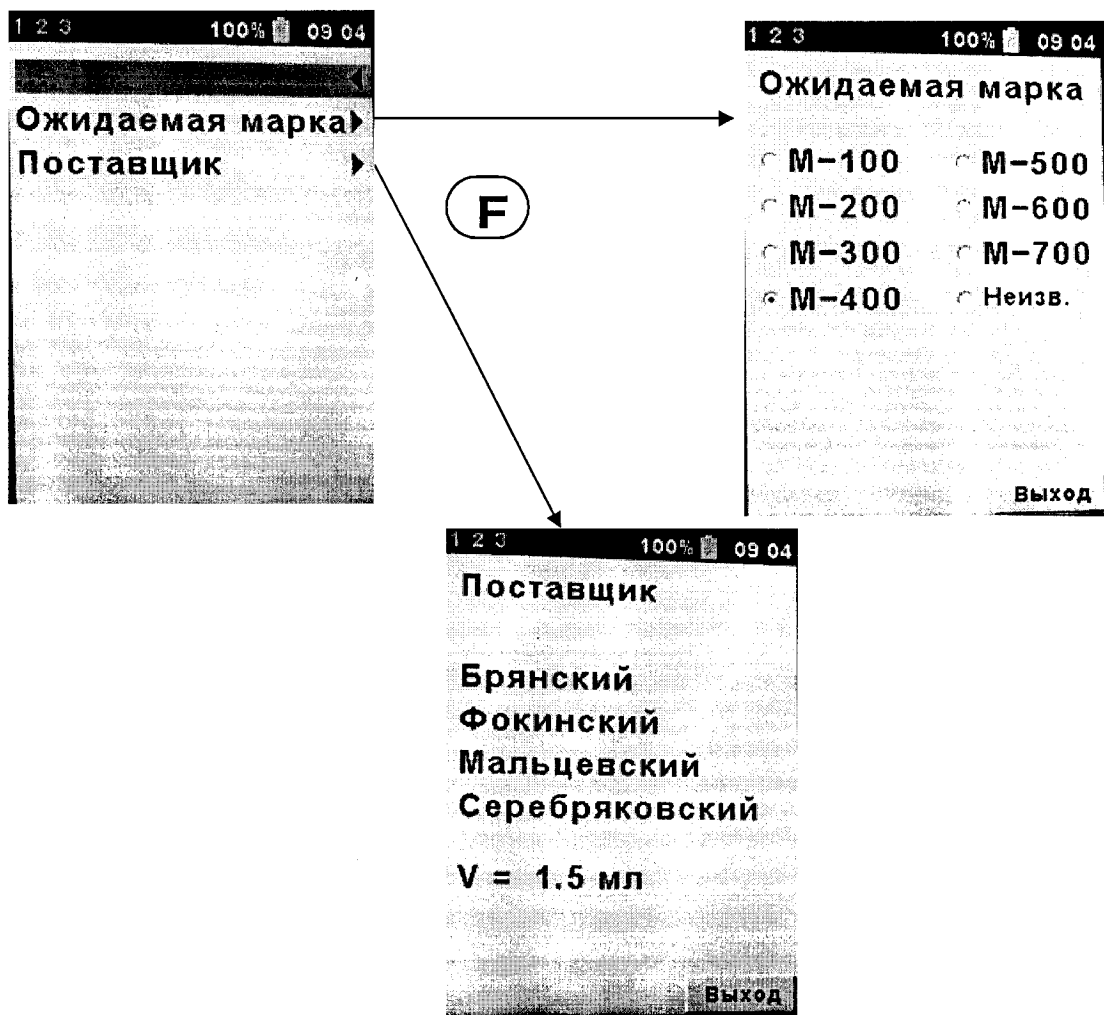 1 2 3 100% 09 04
Ожидаемая марка
Поставщик
F
1 2 3 100% 09 04
Ожидаемая марка
М-100 М-500
М-200 М-600
М-300 М-700
М-400 Неизв.
Выход
1 2 3 100% 09 04
Поставщик
Брянский
Фокинский
Мальцевский
Серебряковский
V = 1.5 мл
Выход